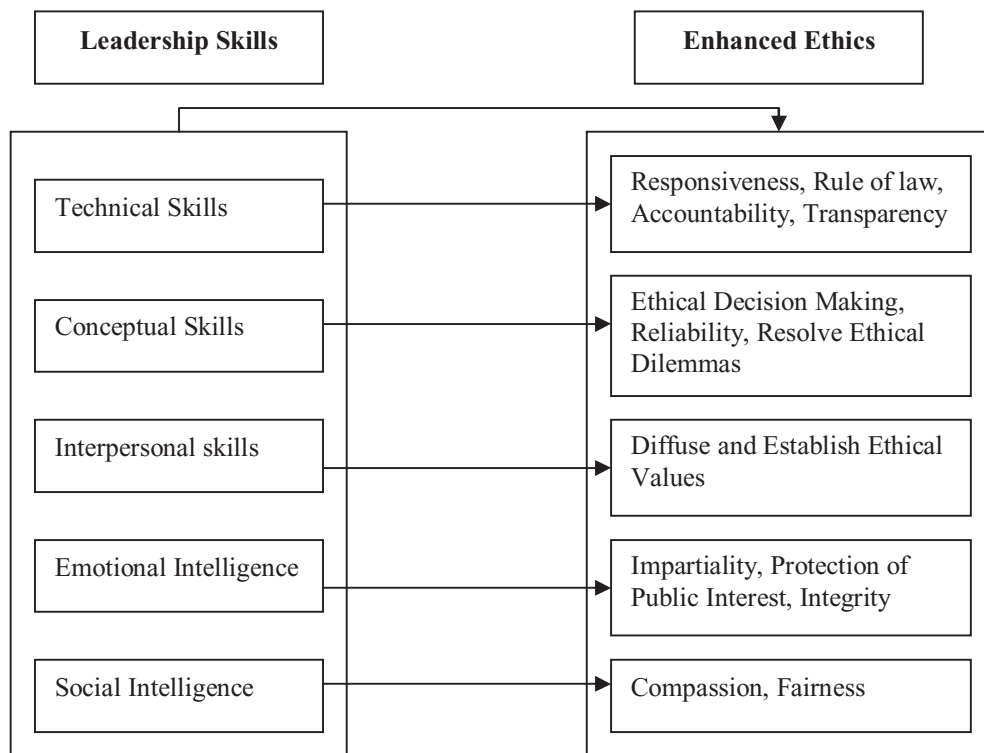 Leadership Skills
Enhanced Ethics
Technical Skills
Responsiveness, Rule of law,
Accountability, Transparency
Conceptual Skills
Ethical Decision Making,
Reliability, Resolve Ethical
Dilemmas
Interpersonal skills
Diffuse and Establish Ethical
Values
Emotional Intelligence
Impartiality, Protection of
Public Interest, Integrity
Social Intelligence
Compassion, Fairness